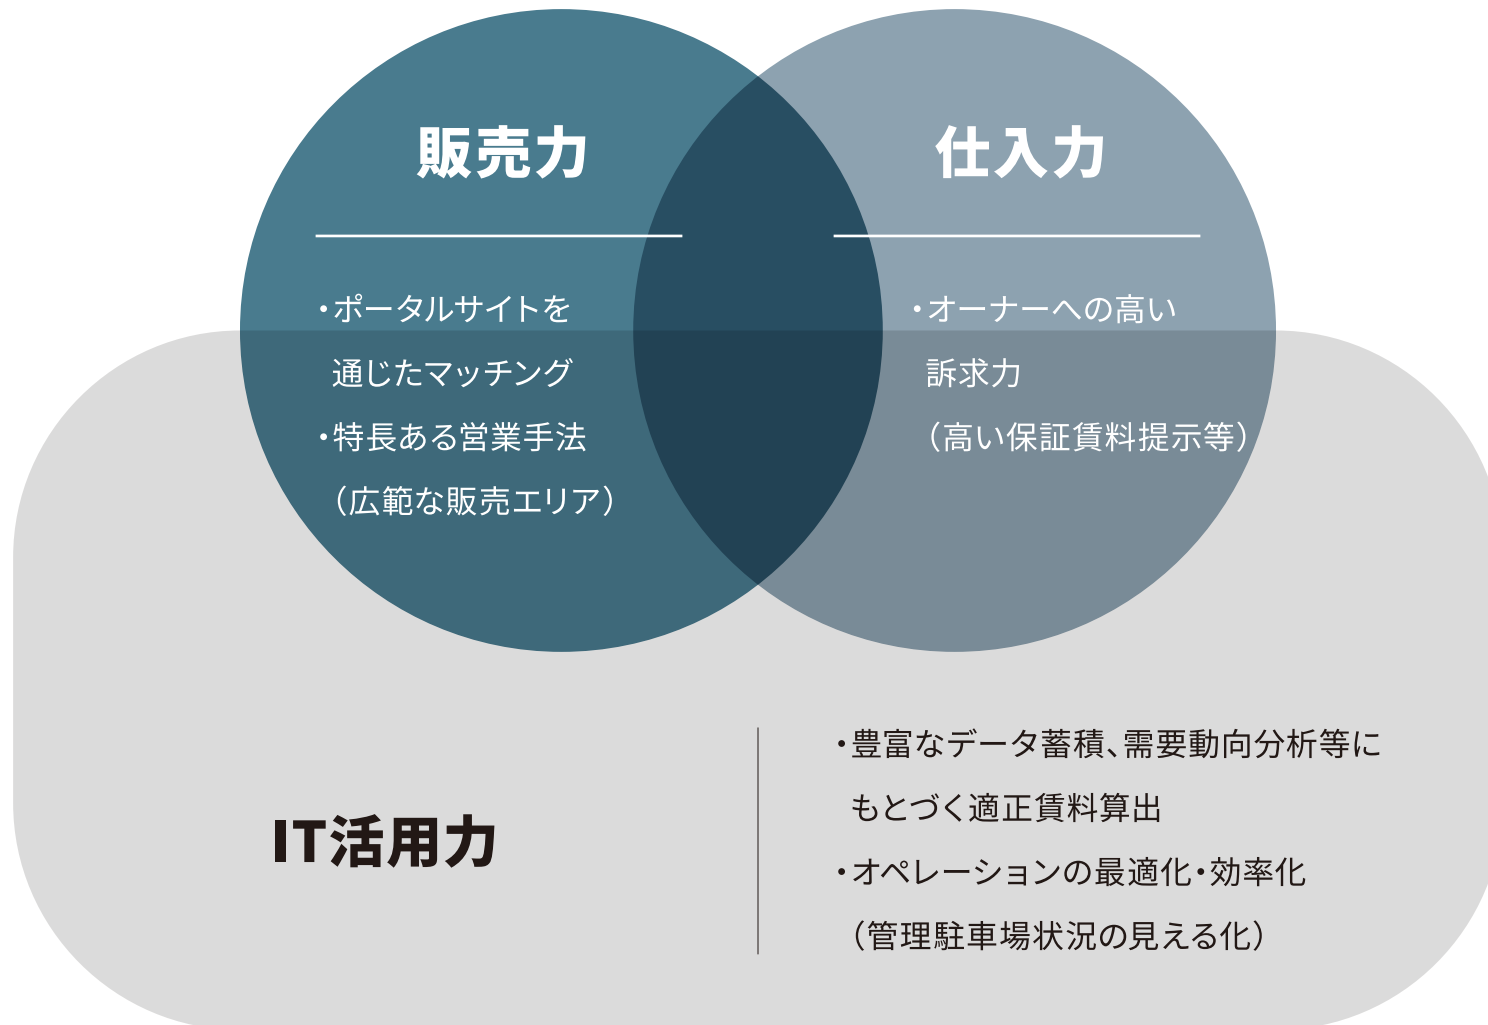 販売力
・ポータルサイトを
通じたマッチング
・特長ある営業手法
（広範な販売エリア）
仕入力
・オーナーへの高い
訴求力
（高い保証賃料提示等）
IT活用力
・豊富なデータ蓄積、需要動向分析等に
もとづく適正賃料算出
・オペレーションの最適化・効率化
（管理駐車場状況の見える化）